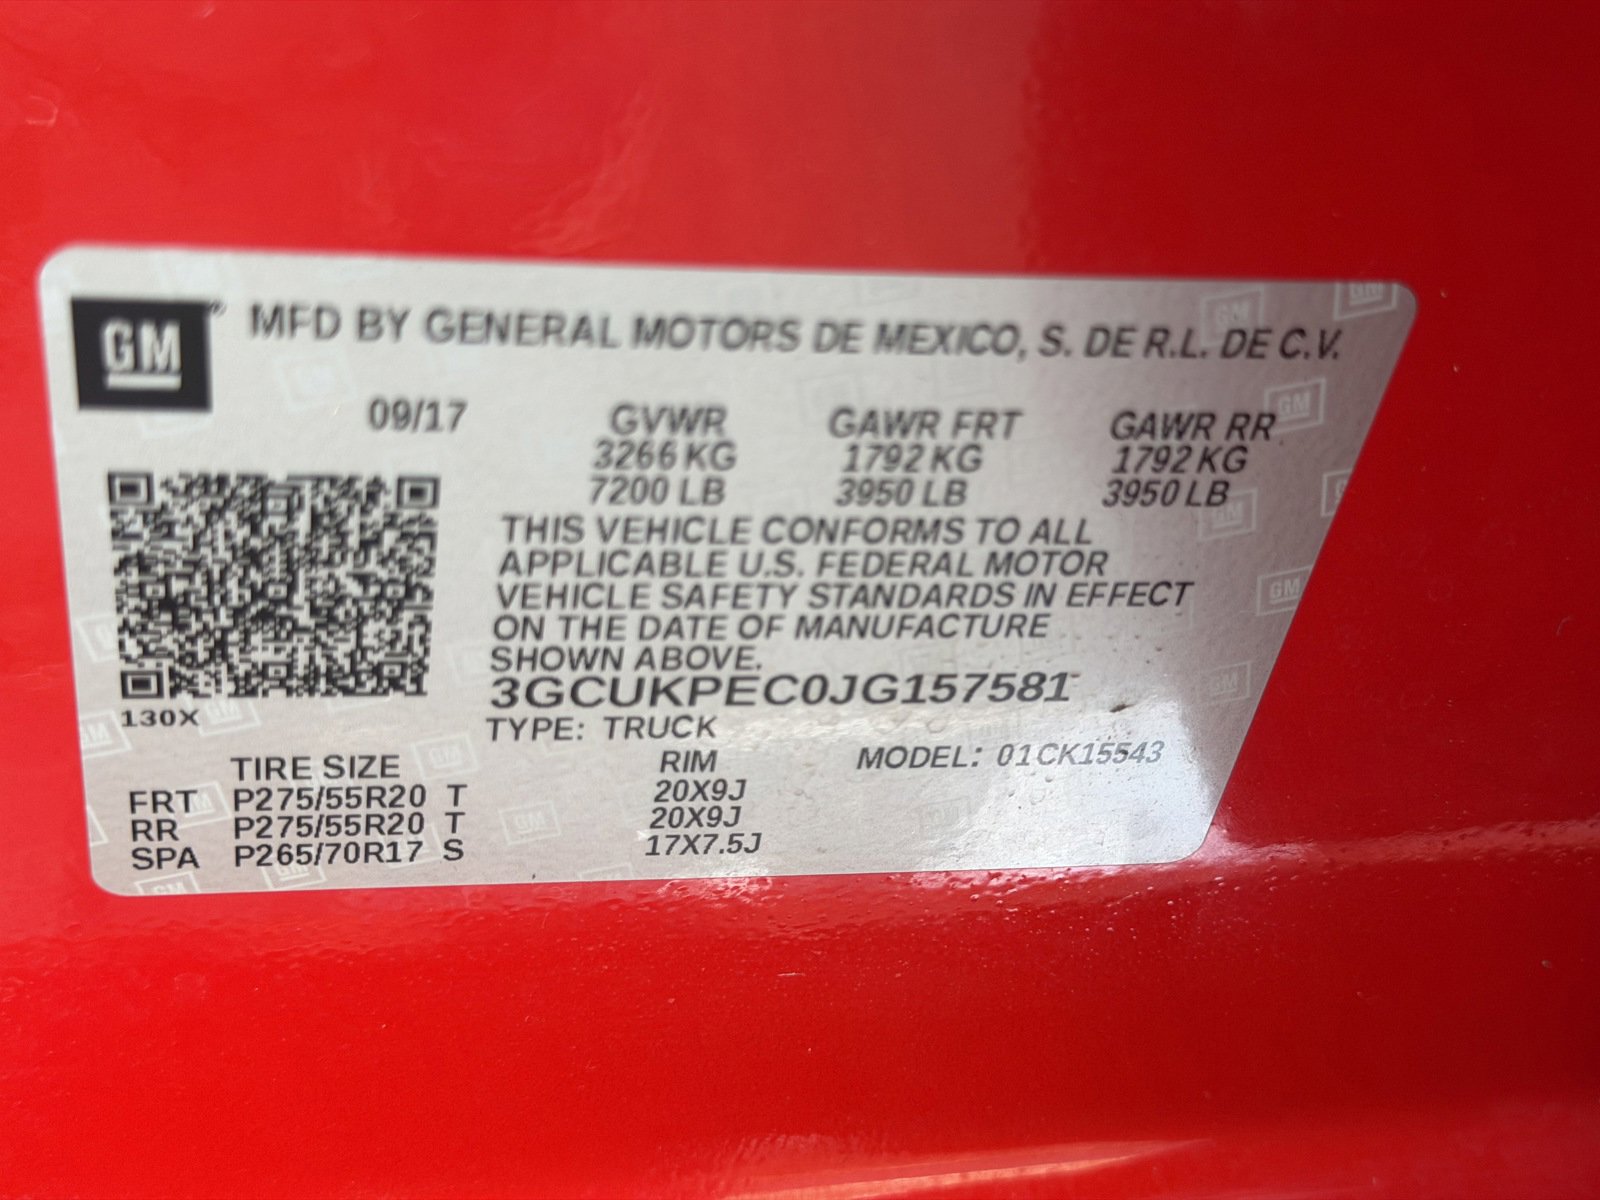 GM
MFD BY GENERAL MOTORS DE MEXICO, S. DE R.L. DE C.V.
09/17
GVWR GAWR FRT GAWR RR
3266 KG 1792 KG 1792 KG
7200 LB 3950 LB 3950 LB
THIS VEHICLE CONFORMS TO ALL
APPLICABLE U.S. FEDERAL MOTOR
VEHICLE SAFETY STANDARDS IN EFFECT
ON THE DATE OF MANUFACTURE
SHOWN ABOVE.
3GCUKPEC0JG157581
130X
TYPE: TRUCK
MODEL: 01CK15543
TIRE SIZE RIM
FRT P275/55R20 T 20X9J
RR P275/55R20 T 20X9J
SPA P265/70R17 S 17X7.5J